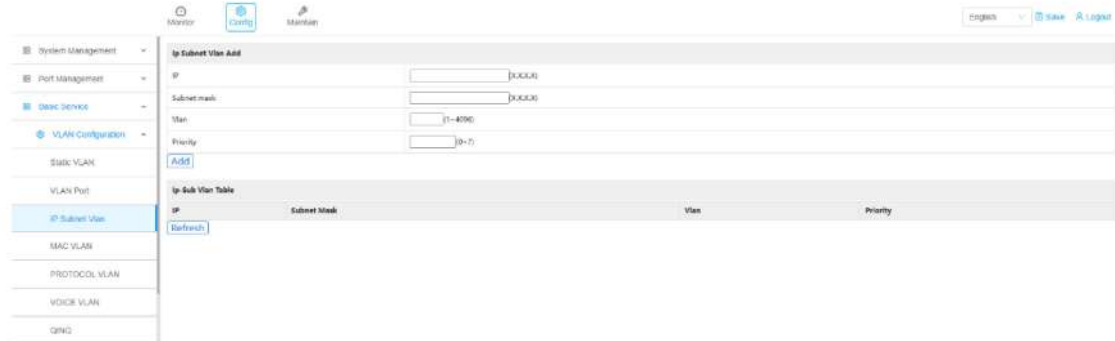 Monitor
Config
Maintain
English
Save
Logout
System Management
Port Management
Basic Service
VLAN Configuration
Static VLAN
VLAN Port
IP Subnet Vlan
MAC VLAN
PROTOCOL VLAN
VOICE VLAN
QINQ
Ip Subnet Vlan Add
IP (X.X.X.X)
Subnet mask (X.X.X.X)
Vlan (1~4094)
Priority (0~7)
Add
Ip Sub Vlan Table
IP Subnet Mask Vlan Priority
Refresh